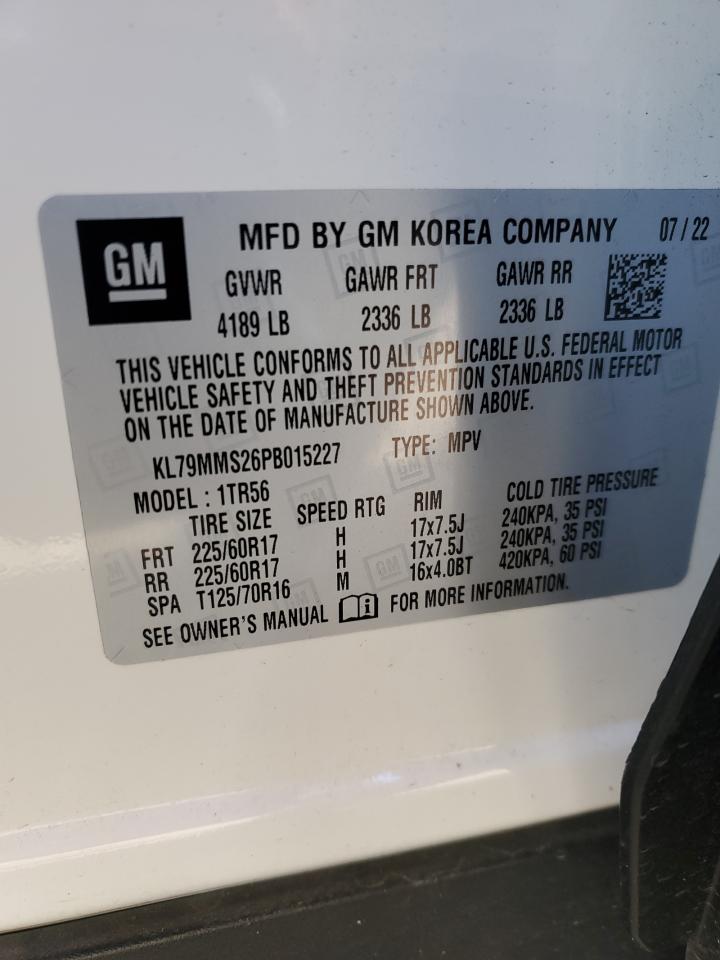 GM
MFD BY GM KOREA COMPANY 07 / 22
GVWR GAWR FRT GAWR RR
4189 LB 2336 LB 2336 LB
THIS VEHICLE CONFORMS TO ALL APPLICABLE U.S. FEDERAL MOTOR
VEHICLE SAFETY AND THEFT PREVENTION STANDARDS IN EFFECT
ON THE DATE OF MANUFACTURE SHOWN ABOVE.
KL79MMS26PB015227 TYPE: MPV
MODEL : 1TR56
TIRE SIZE SPEED RTG RIM COLD TIRE PRESSURE
FRT 225/60R17 H 17x7.5J 240KPA, 35 PSI
RR 225/60R17 H 17x7.5J 240KPA, 35 PSI
SPA T125/70R16 M 16x4.0BT 420KPA, 60 PSI
SEE OWNER'S MANUAL FOR MORE INFORMATION.